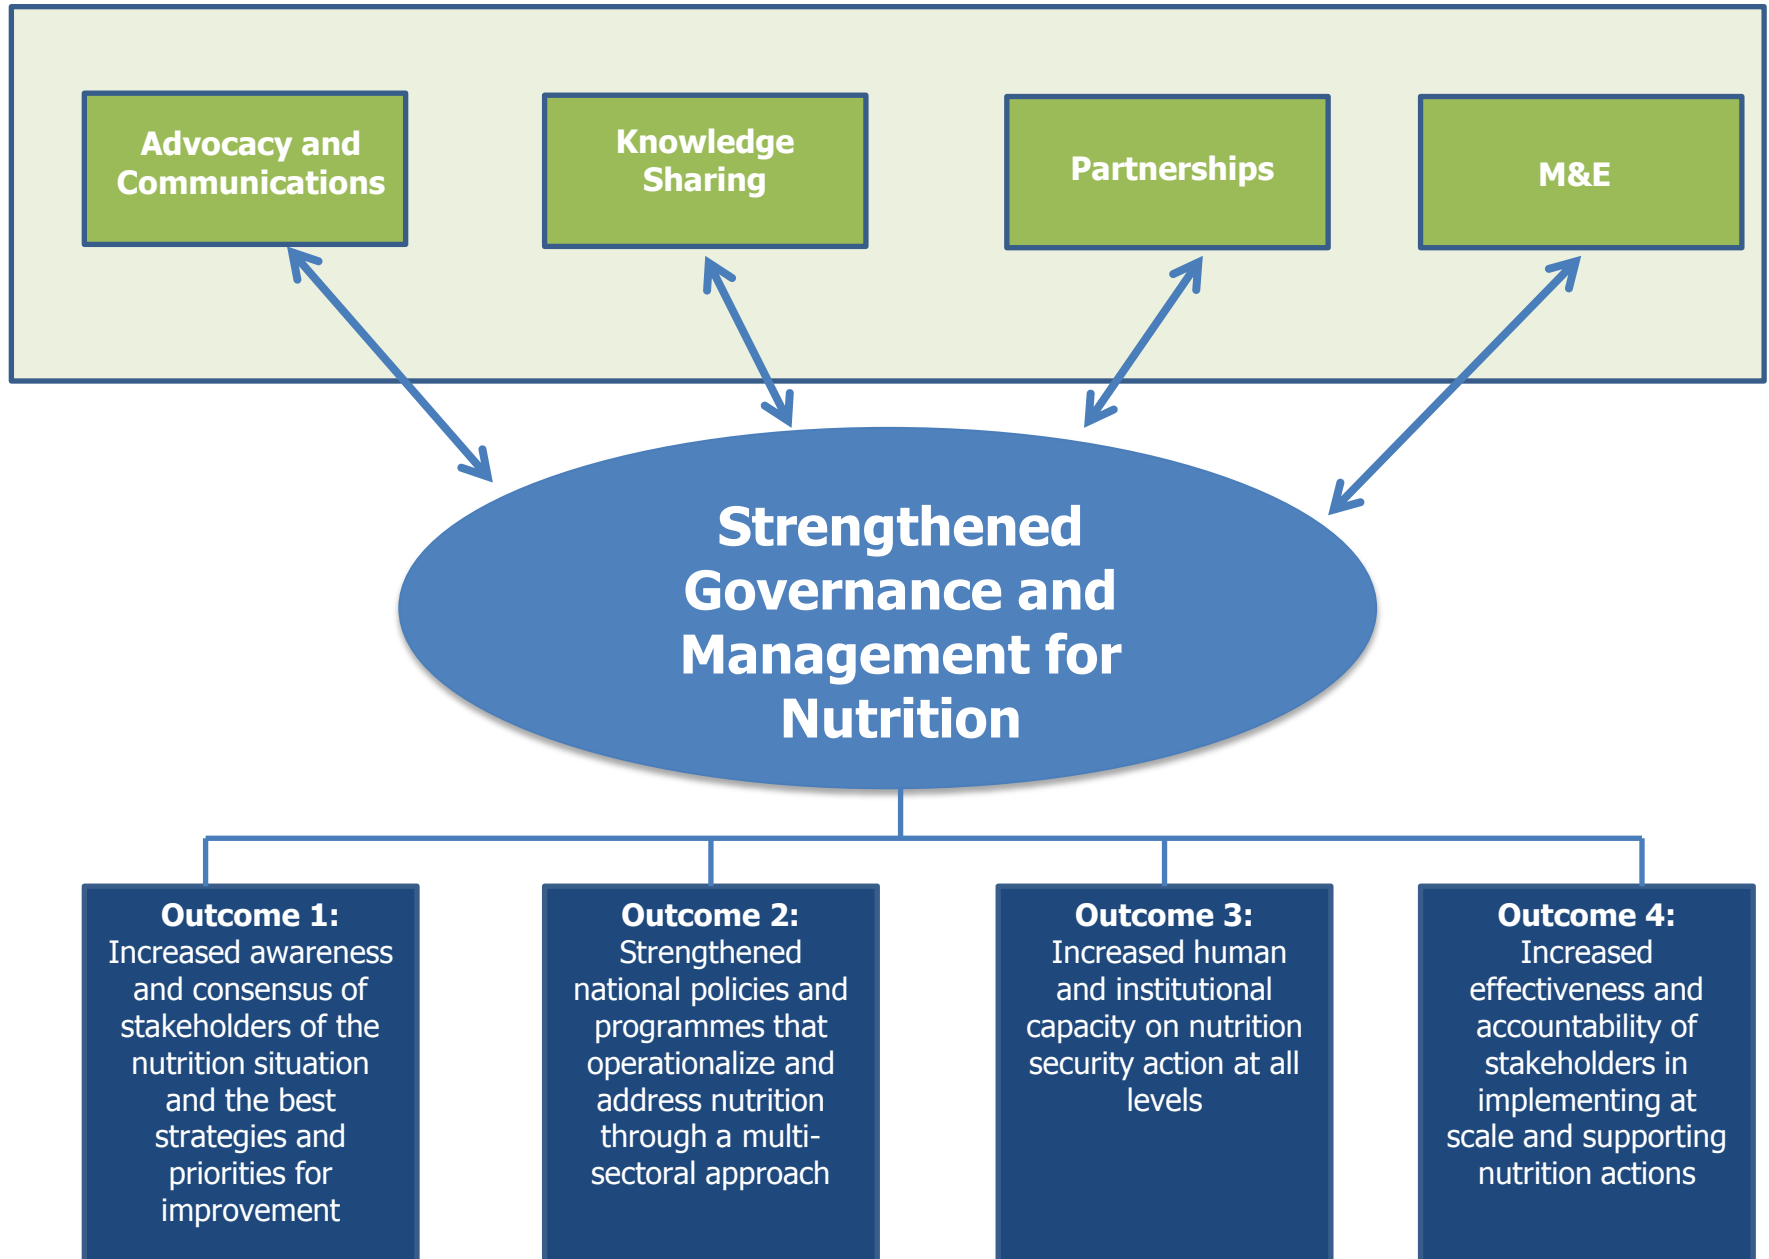 Advocacy and
Communications
Knowledge
Sharing
Partnerships
M&E
Strengthened
Governance and
Management for
Nutrition
Outcome 1:
Increased awareness
and consensus of
stakeholders of the
nutrition situation
and the best
strategies and
priorities for
improvement
Outcome 2:
Strengthened
national policies and
programmes that
operationalize and
address nutrition
through a multi-
sectoral approach
Outcome 3:
Increased human
and institutional
capacity on nutrition
security action at all
levels
Outcome 4:
Increased
effectiveness and
accountability of
stakeholders in
implementing at
scale and supporting
nutrition actions